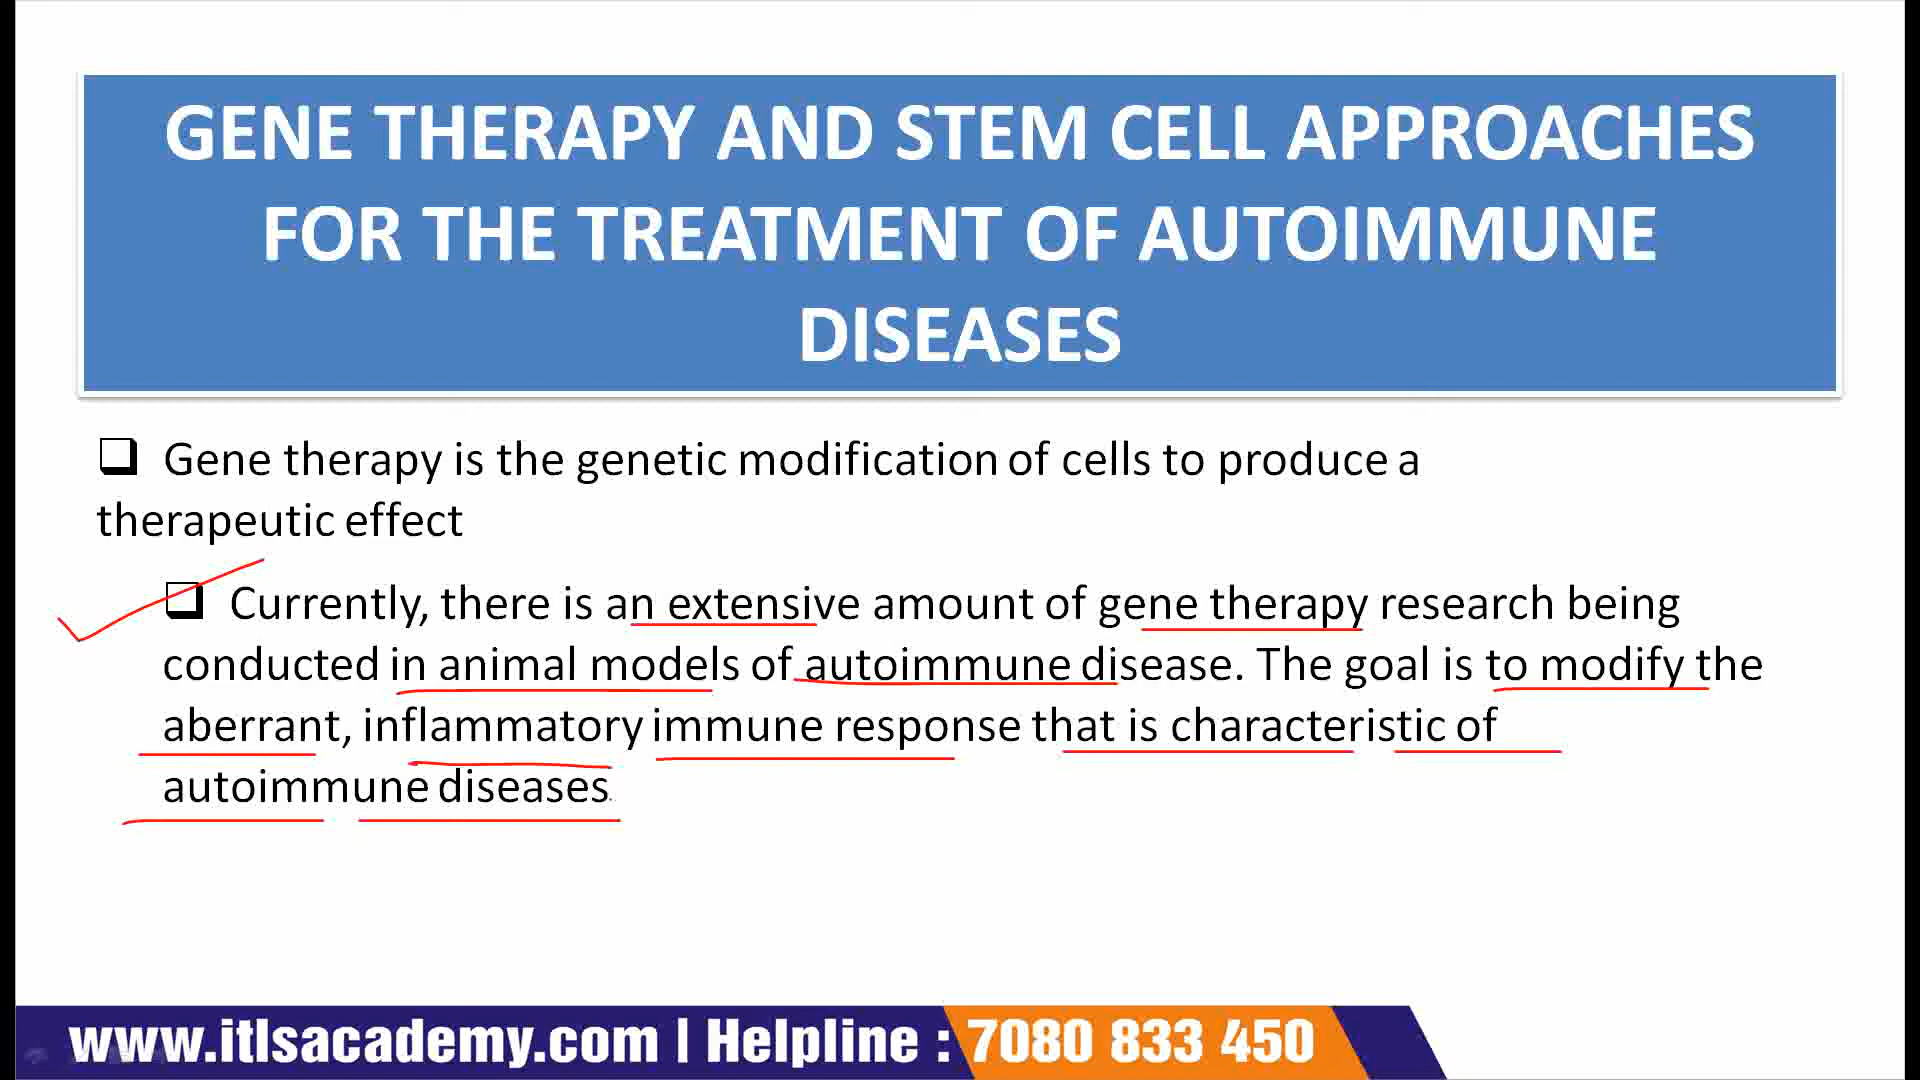 GENE THERAPY AND STEM CELL APPROACHES
FOR THE TREATMENT OF AUTOIMMUNE
DISEASES
Gene therapy is the genetic modification of cells to produce a
therapeutic effect
Currently, there is an extensive amount of gene therapy research being
conducted in animal models of autoimmune disease. The goal is to modify the
aberrant, inflammatory immune response that is characteristic of
autoimmune diseases.
www.itlsacademy.com | Helpline : 7080 833 450